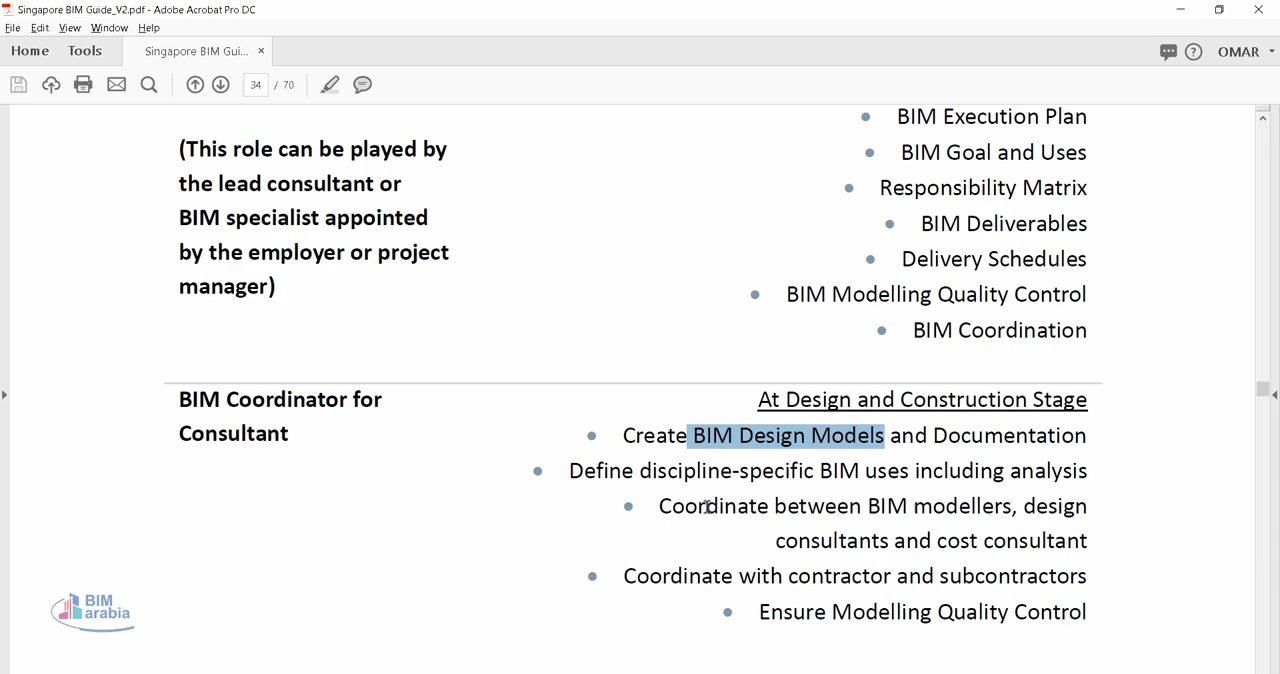 Singapore BIM Guide_V2.pdf - Adobe Acrobat Pro DC
File Edit View Window Help
Home Tools Singapore BIM Gui... × OMAR
34 / 70
(This role can be played by
the lead consultant or
BIM specialist appointed
by the employer or project
manager)
• BIM Execution Plan
• BIM Goal and Uses
• Responsibility Matrix
• BIM Deliverables
• Delivery Schedules
• BIM Modelling Quality Control
• BIM Coordination
BIM Coordinator for
Consultant
At Design and Construction Stage
• Create BIM Design Models and Documentation
• Define discipline-specific BIM uses including analysis
• Coordinate between BIM modellers, design
consultants and cost consultant
• Coordinate with contractor and subcontractors
• Ensure Modelling Quality Control
BIM
arabia